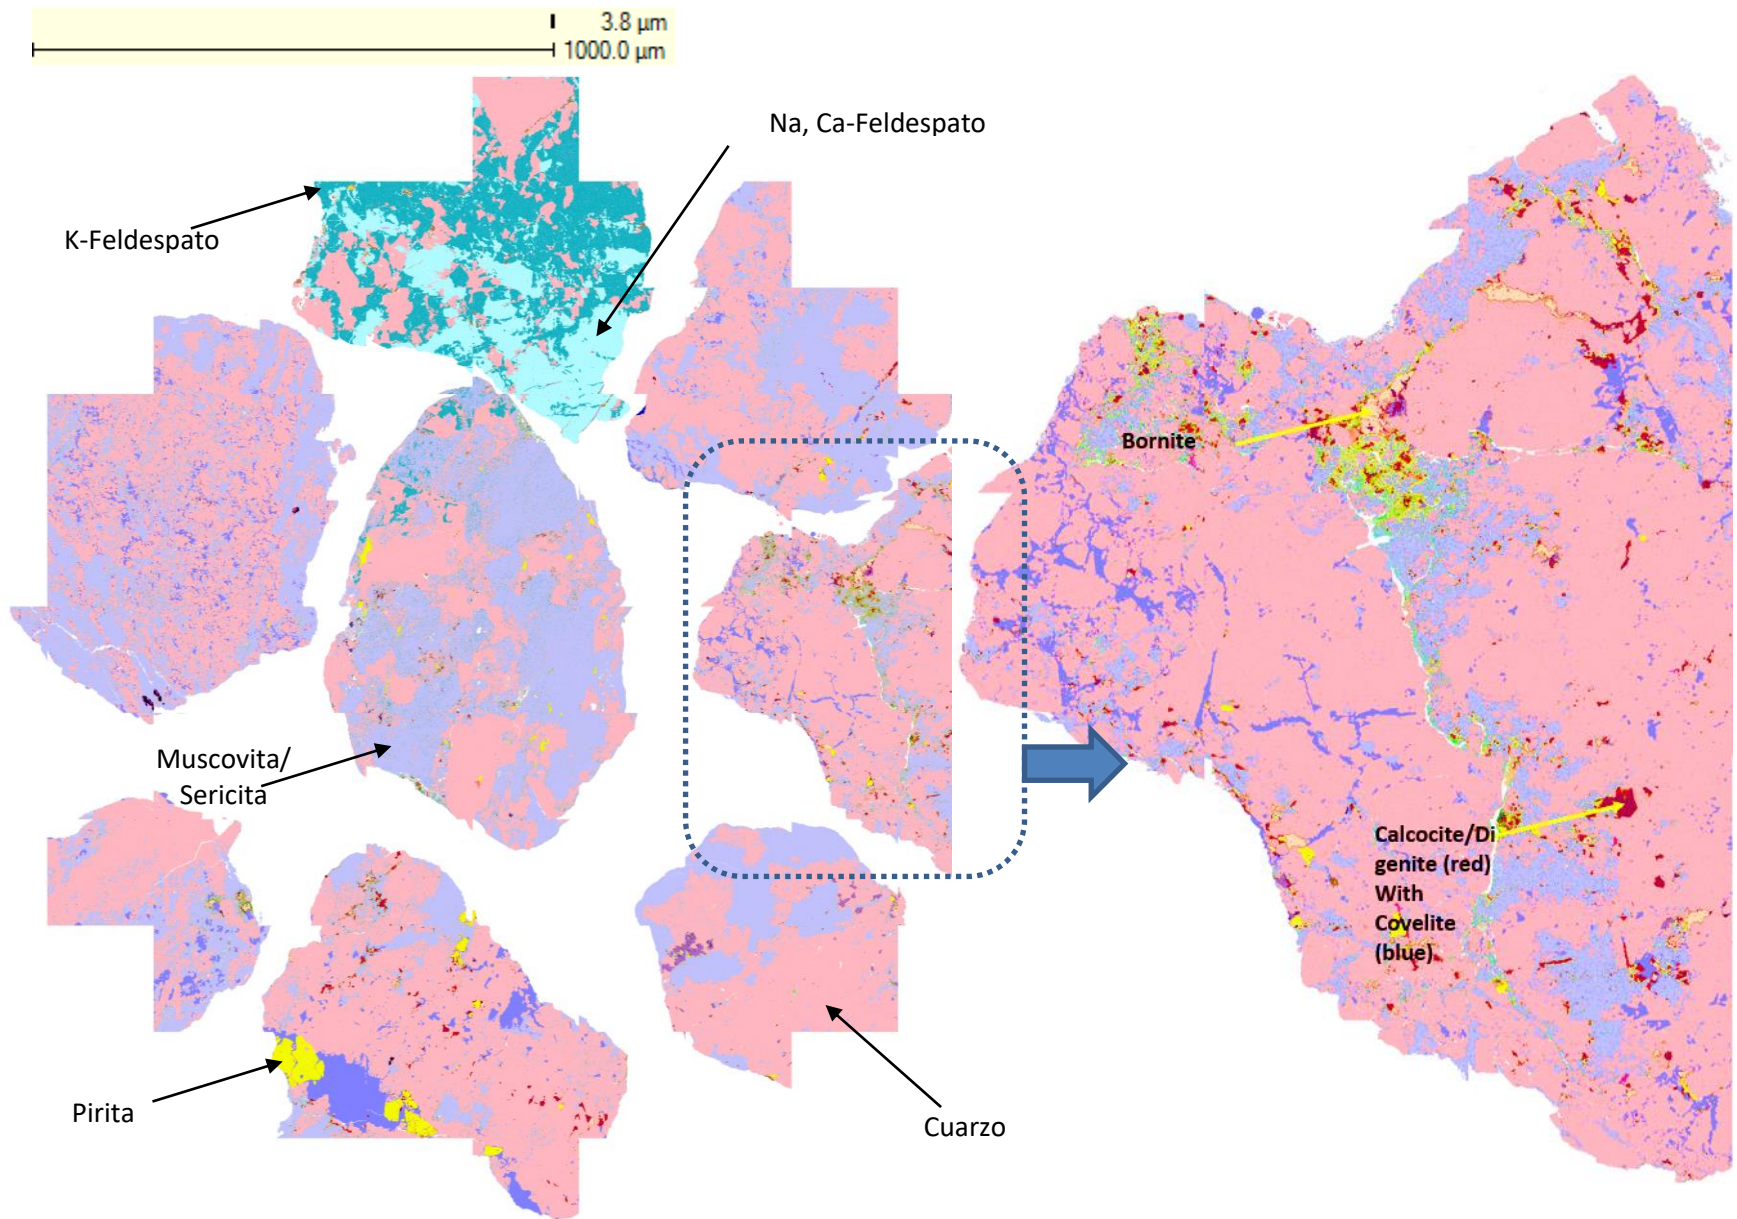 3.8 µm
1000.0 µm
Na, Ca-Feldespato
K-Feldespato
Bornite
Muscovita/
Sericita
Calcocite/Di
genite (red)
With
Covelite
(blue)
Pirita
Cuarzo